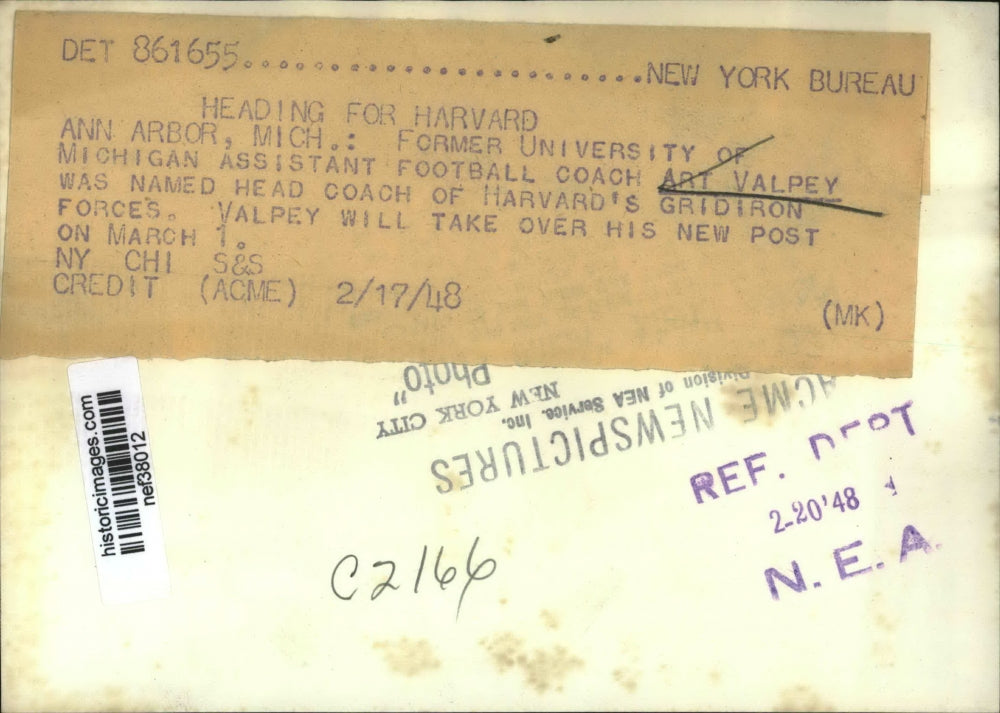 DET 861655..............................NEW YORK BUREAU
HEADING FOR HARVARD
ANN ARBOR, MICH.: FORMER UNIVERSITY OF
MICHIGAN ASSISTANT FOOTBALL COACH ART VALPEY
WAS NAMED HEAD COACH OF HARVARD'S GRIDIRON
FORCES. VALPEY WILL TAKE OVER HIS NEW POST
ON MARCH 1.
NY CHI S&S
CREDIT (ACME) 2/17/48
(MK)
historicimages.com
nef38012
Photo"
NEW YORK CITY
Division of NEA Service, Inc.
ACME NEWSPICTURES
REF. DEPT
2-20'48
N. E. A.
C2166